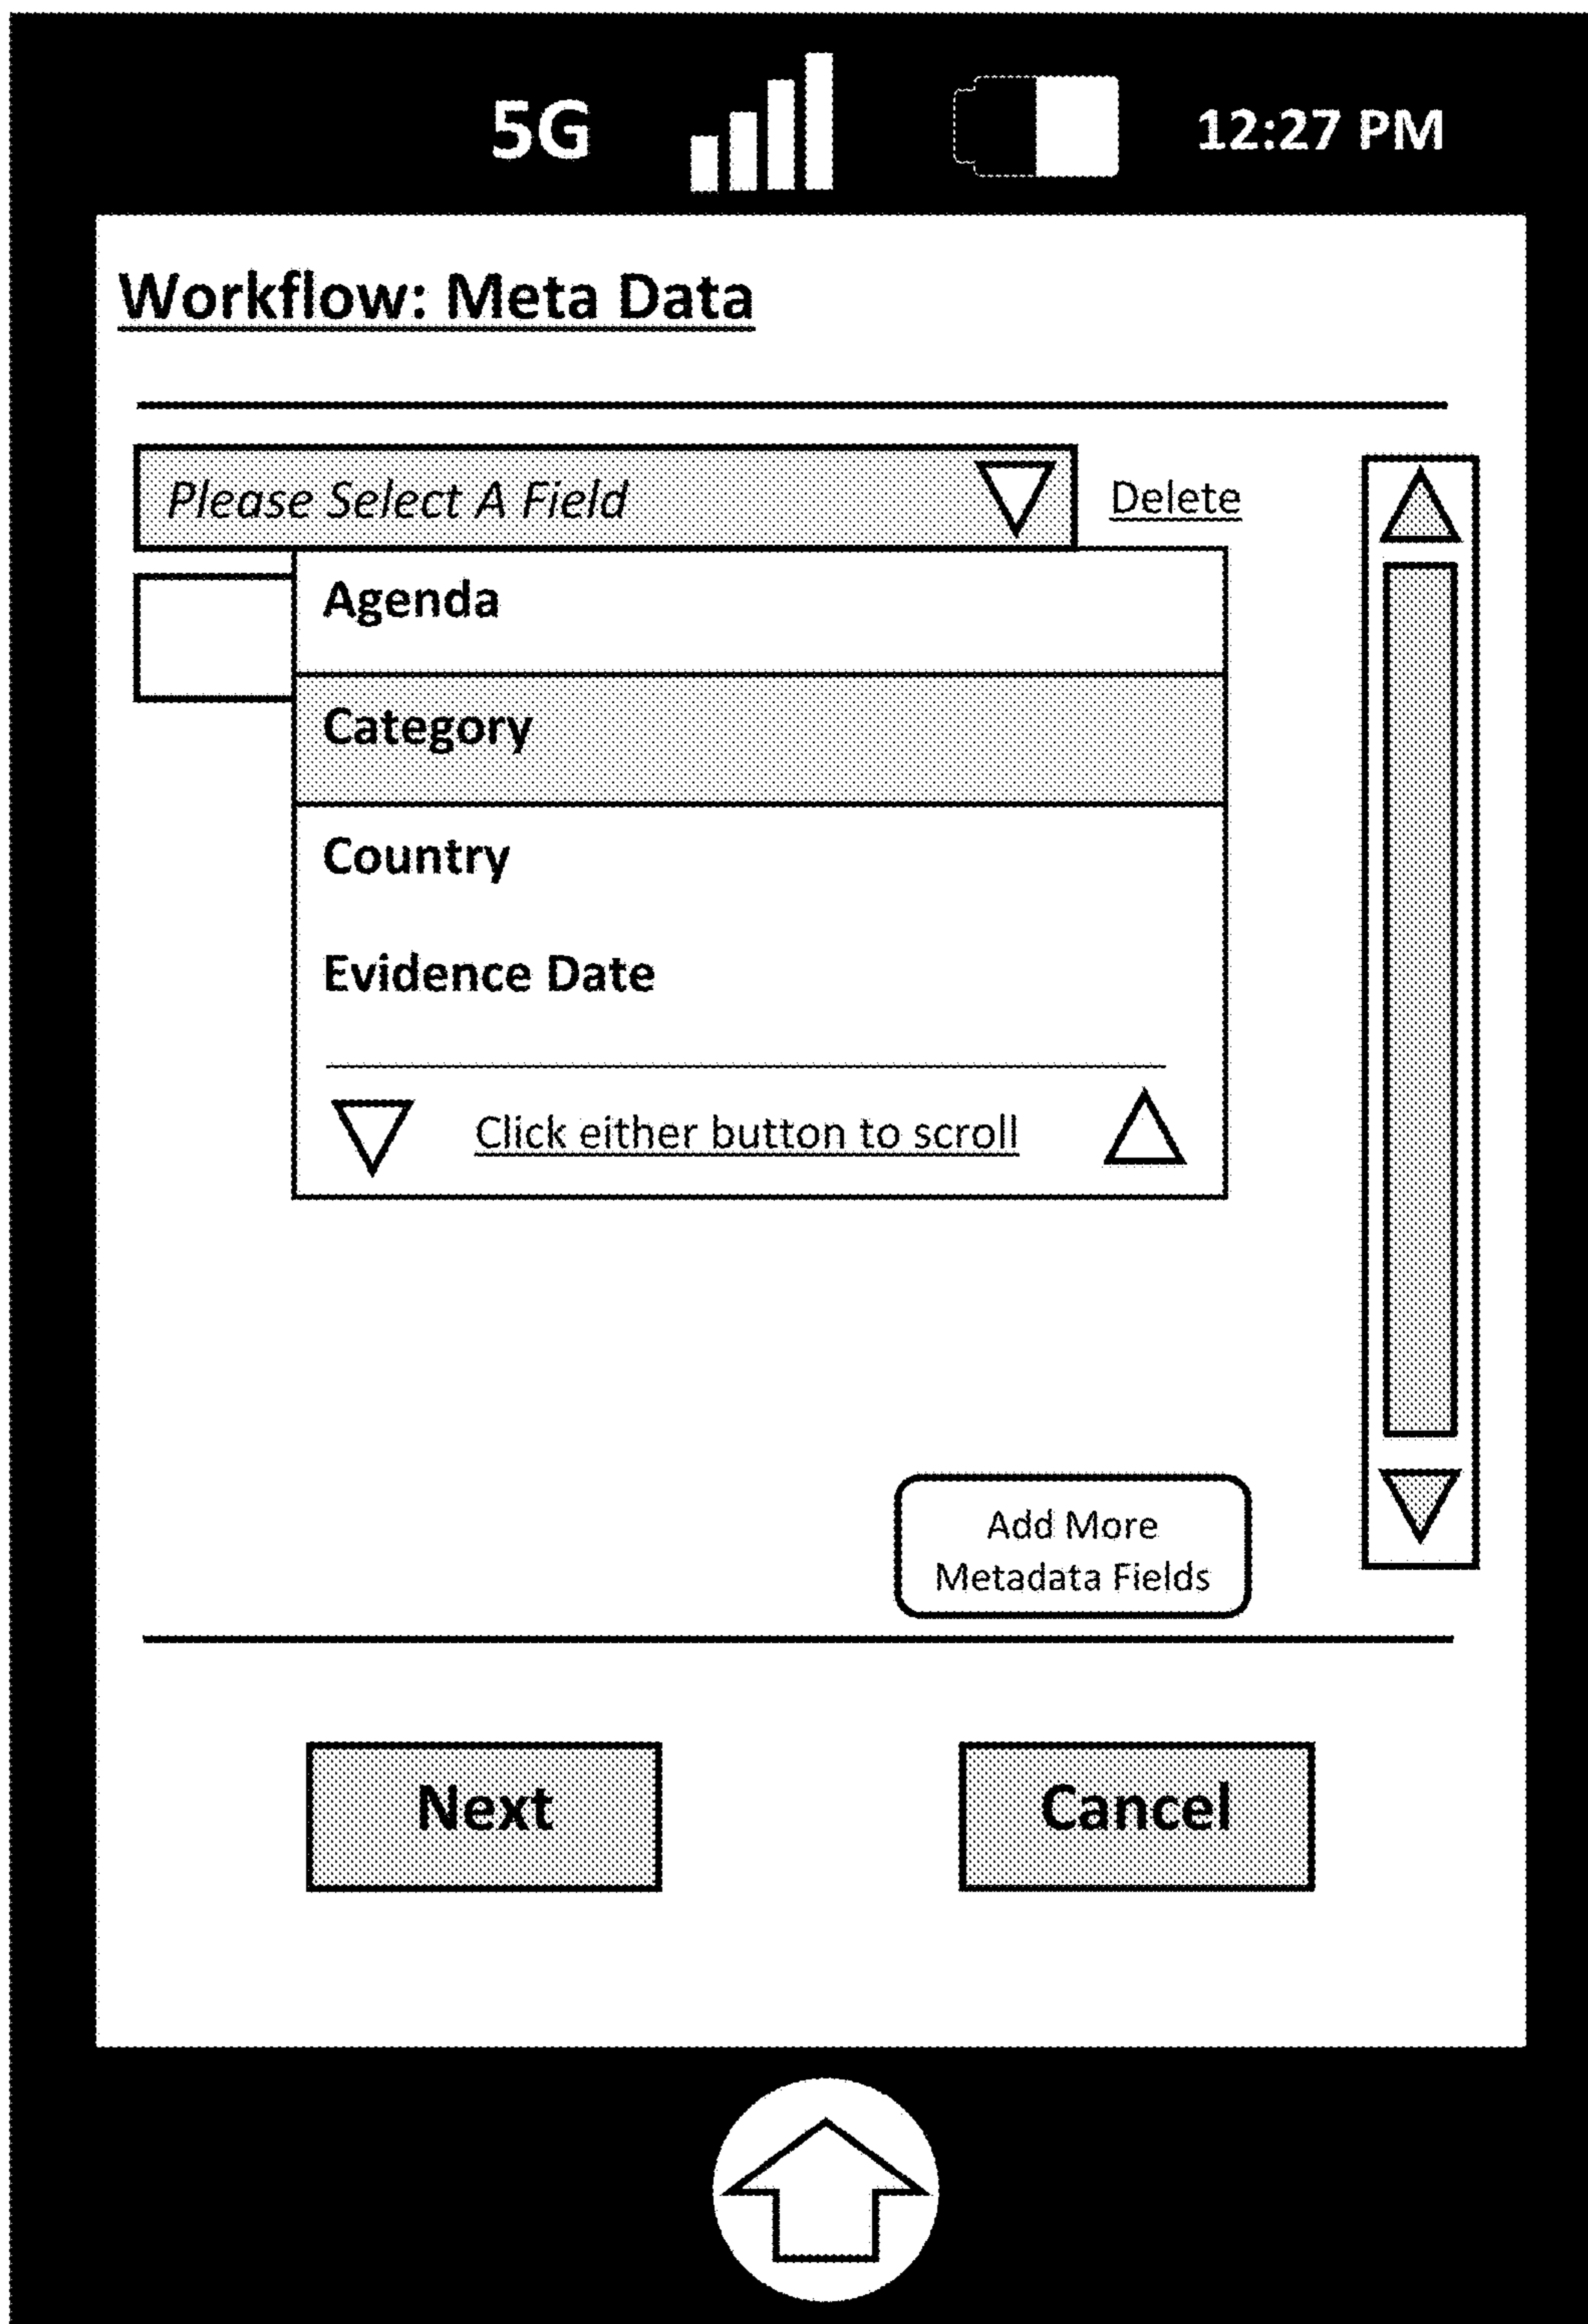 5G 12:27 PM
Workflow: Meta Data
Please Select A Field Delete
Agenda
Category
Country
Evidence Date
Click either button to scroll
Add More
Metadata Fields
Next Cancel